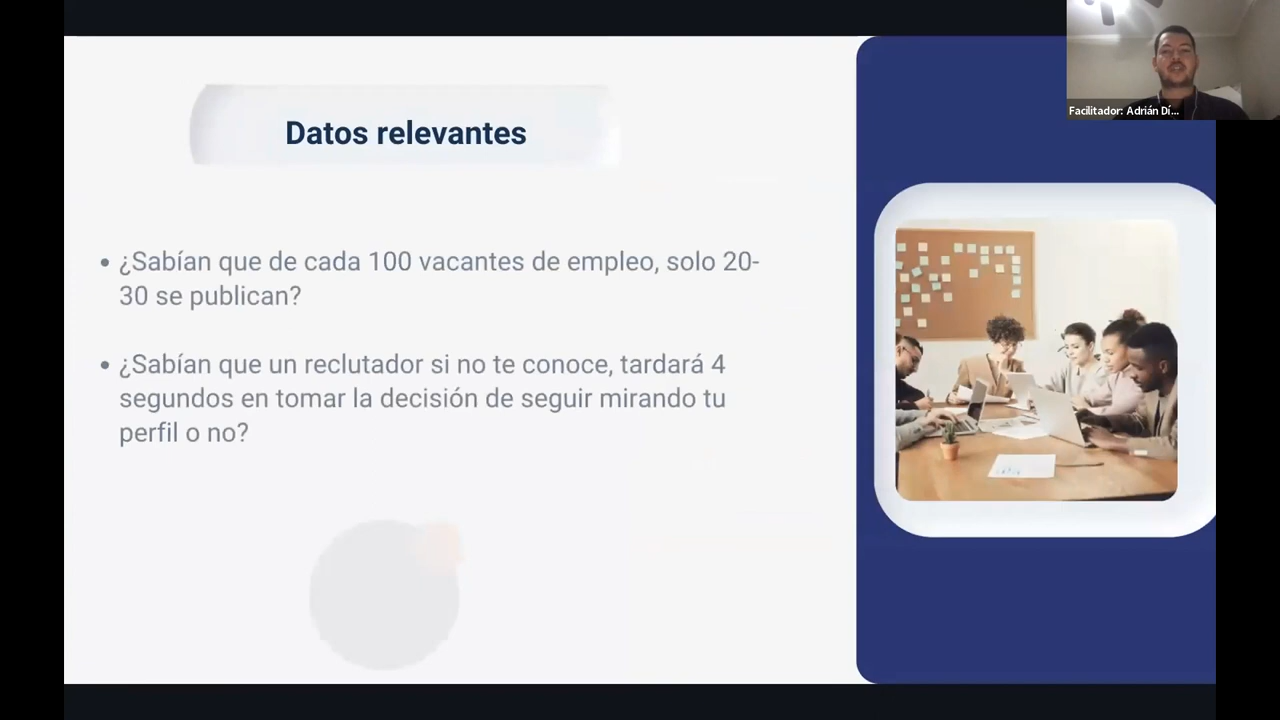 Facilitador: Adrián Dí...
Datos relevantes
• ¿Sabían que de cada 100 vacantes de empleo, solo 20-
30 se publican?
• ¿Sabían que un reclutador si no te conoce, tardará 4
segundos en tomar la decisión de seguir mirando tu
perfil o no?